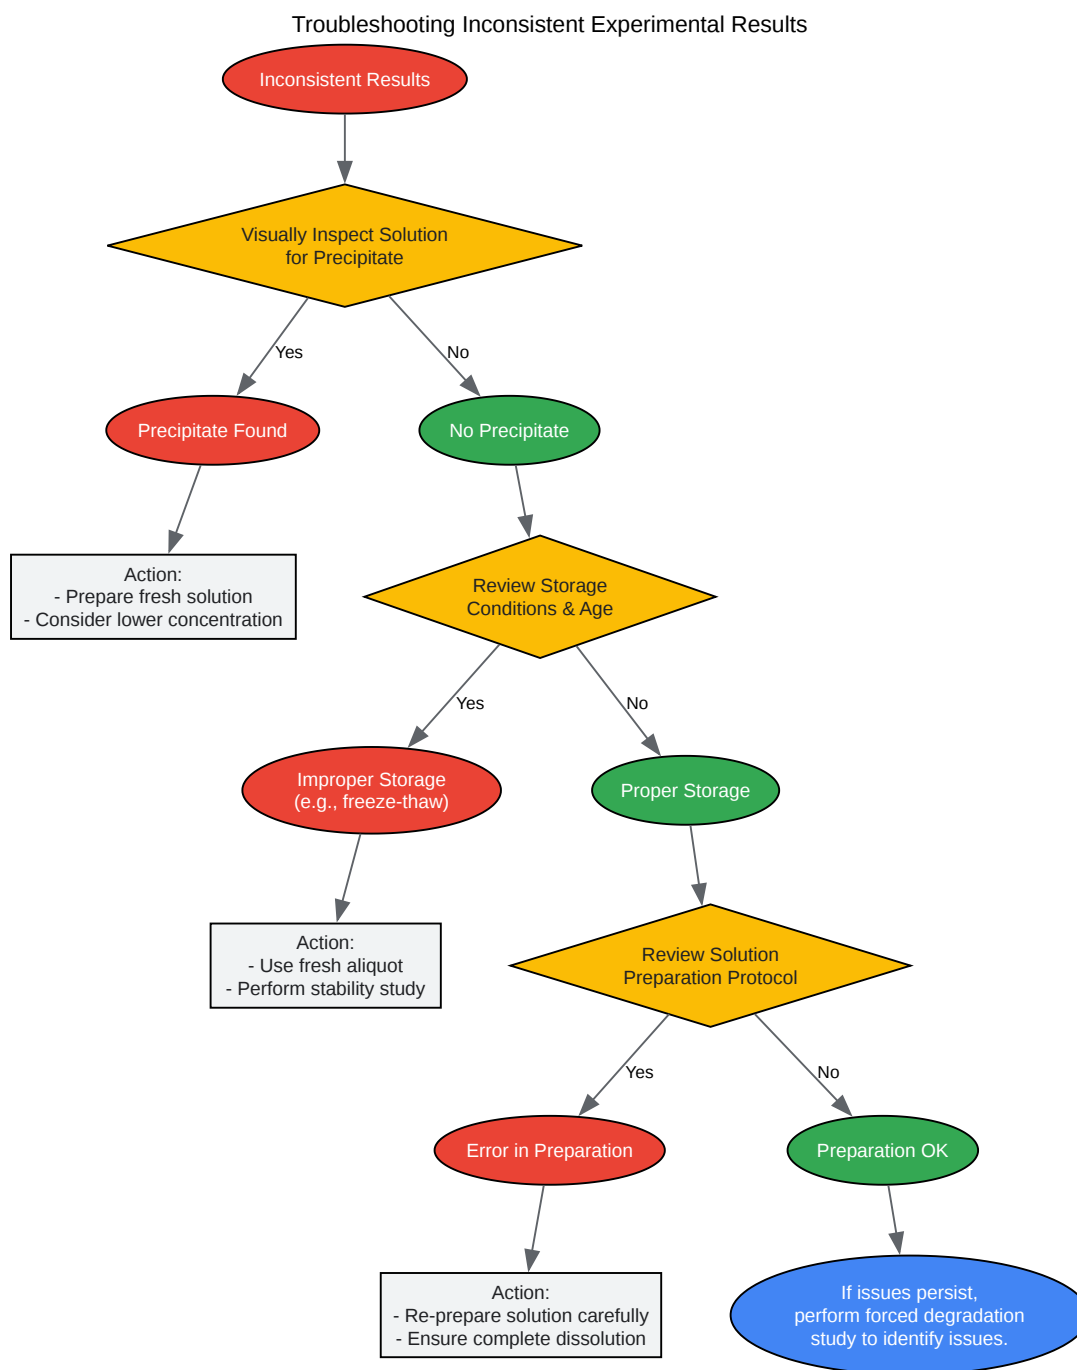 Troubleshooting Inconsistent Experimental Results
Inconsistent Results
Visually Inspect Solution
for Precipitate
Yes
No
Precipitate Found
No Precipitate
Action:
- Prepare fresh solution
- Consider lower concentration
Review Storage
Conditions & Age
Yes
No
Improper Storage
(e.g., freeze-thaw)
Proper Storage
Action:
- Use fresh aliquot
- Perform stability study
Review Solution
Preparation Protocol
Yes
No
Error in Preparation
Preparation OK
Action:
- Re-prepare solution carefully
- Ensure complete dissolution
If issues persist,
perform forced degradation
study to identify issues.